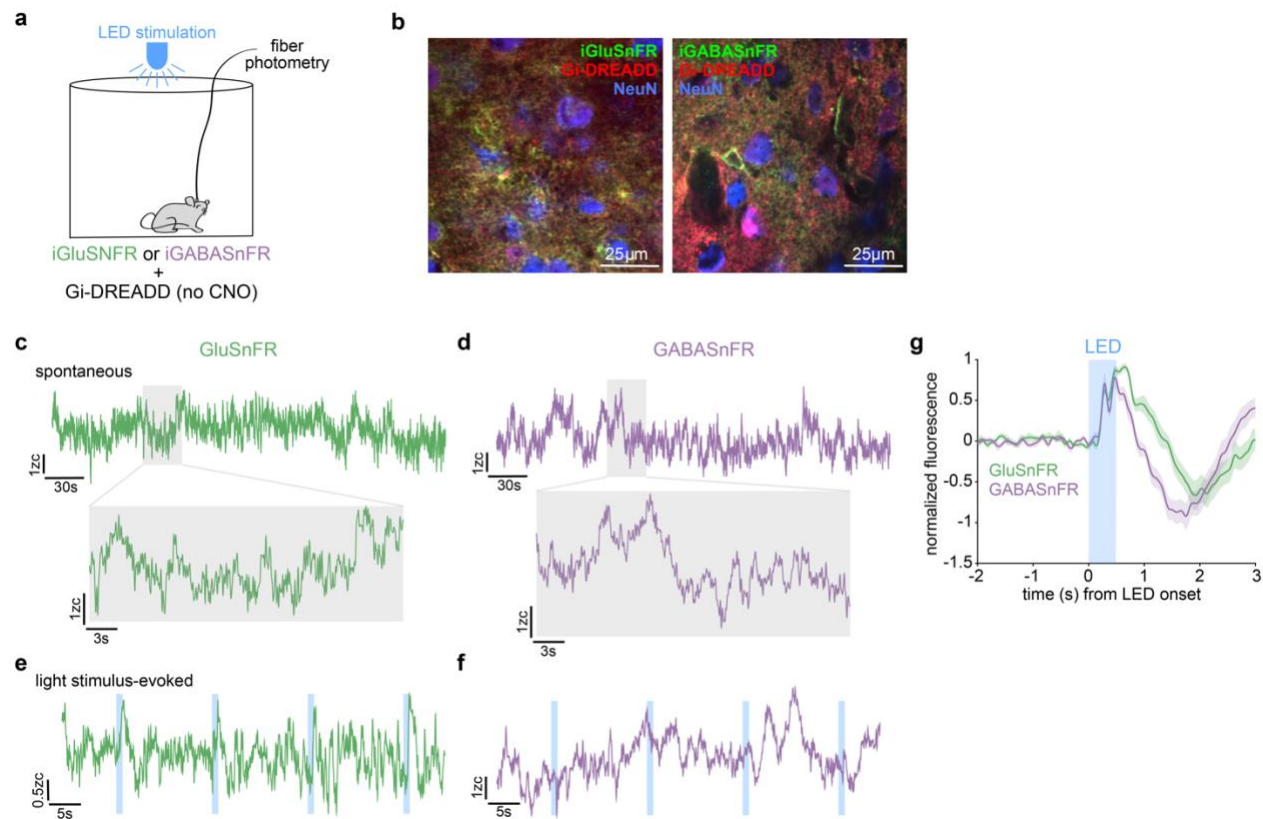 a
LED stimulation
fiber
photometry
iGluSNFR or iGABASnFR
+
Gi-DREADD (no CNO)
b
iGluSnFR
Gi-DREADD
NeuN
25µm
iGABASnFR
Gi-DREADD
NeuN
25µm
c
GluSnFR
spontaneous
1zc
30s
1zc
3s
d
GABASnFR
1zc
30s
1zc
3s
e
light stimulus-evoked
0.5zc
5s
f
1zc
5s
g
LED
normalized fluorescence
1
0.5
0
-0.5
-1
-1.5
GluSnFR
GABASnFR
-2 -1 0 1 2 3
time (s) from LED onset